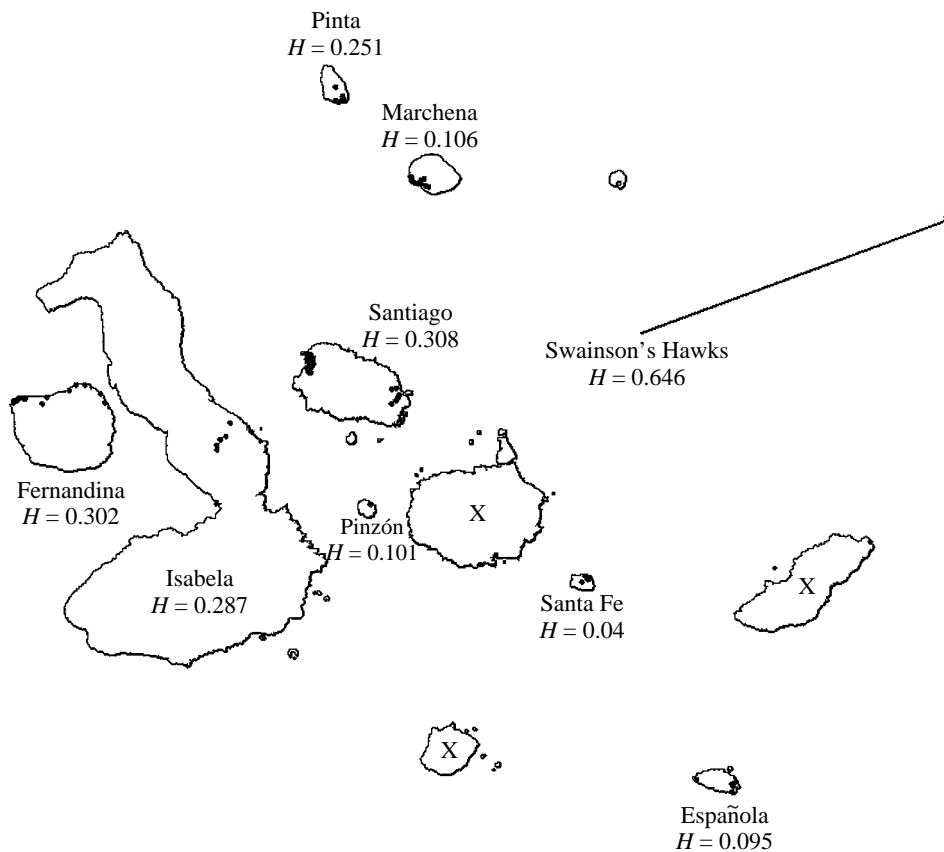 Pinta
H = 0.251
Marchena
H = 0.106
Santiago
H = 0.308
Swainson's Hawks
H = 0.646
Fernandina
H = 0.302
X
Pinzón
H = 0.101
Isabela
H = 0.287
Santa Fe
H = 0.04
X
X
Española
H = 0.095